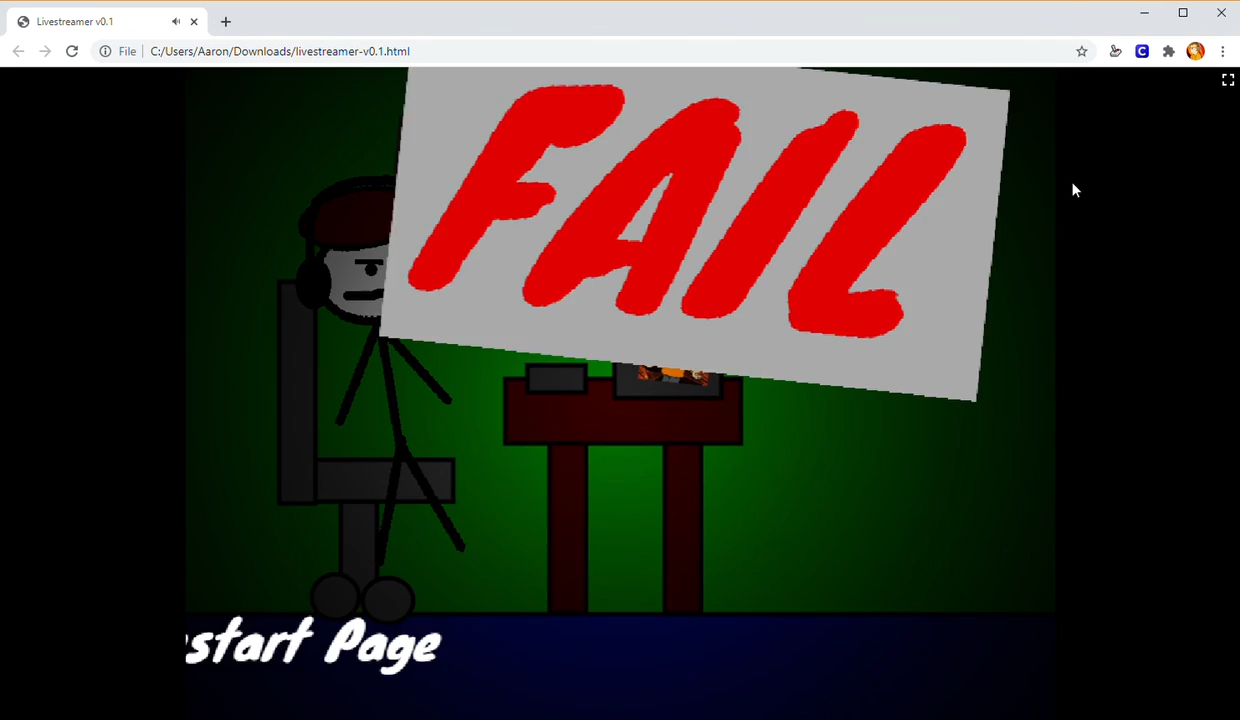 Livestreamer v0.1
File
C:/Users/Aaron/Downloads/livestreamer-v0.1.html
C
FAIL
start Page